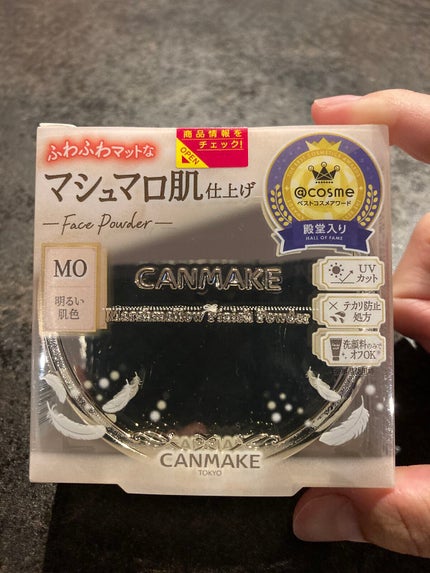 商品情報を
チェック!
OPEN
ふわふわマットな
マシュマロ肌仕上げ
Face Powder
@cosme
ベストコスメアワード
殿堂入り
HALL OF FAME
MO
明るい
肌色
CANMAKE
Marshmallow Finish Powder
UV
カット
テカリ防止
処方
洗顔料のみで
オフOK
CANMAKE
TOKYO